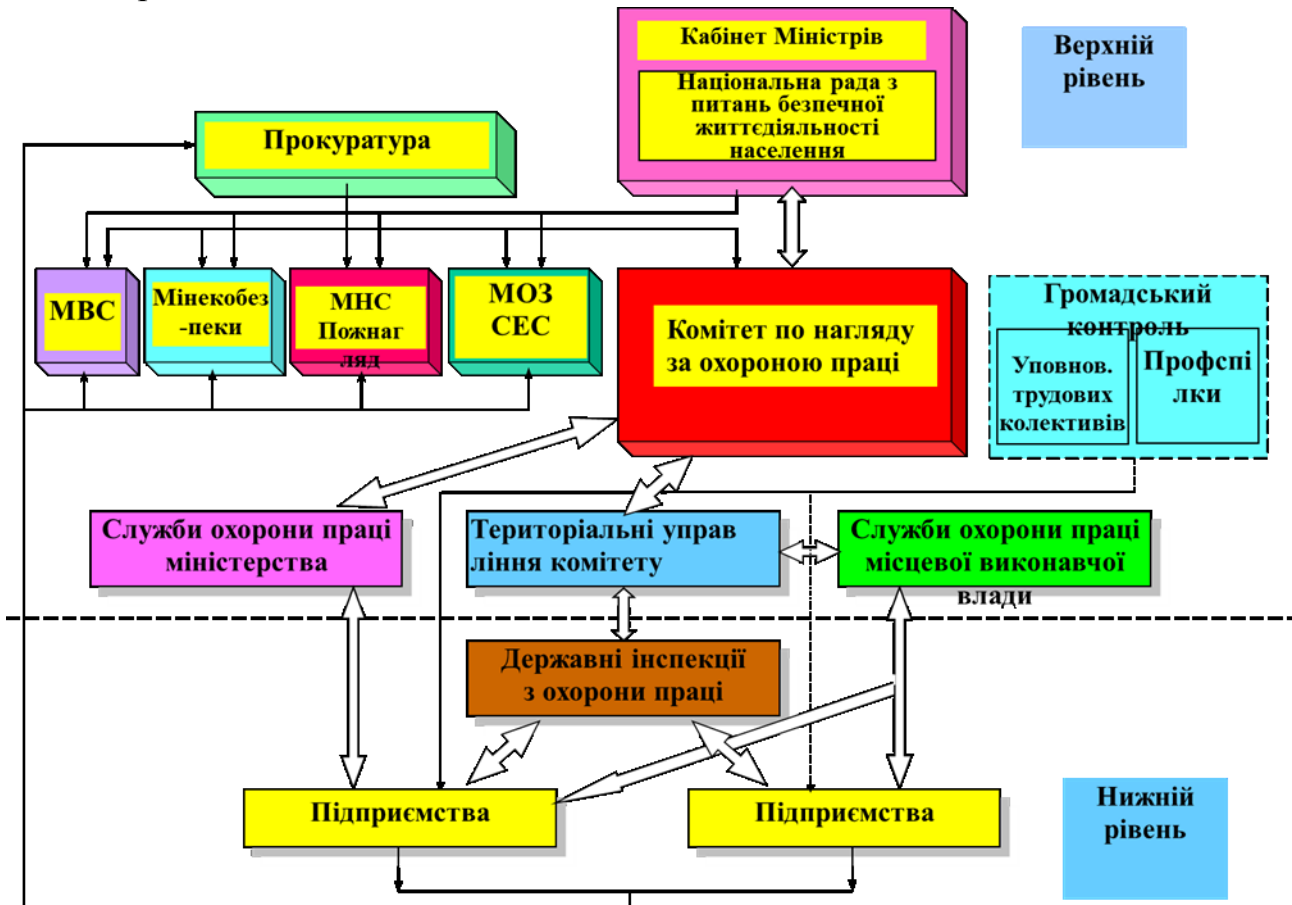 Кабінет Міністрів
Національна рада з
питань безпечної
життєдіяльності
населення
Верхній
рівень
Прокуратура
МВС
Мінекобез
-пеки
МНС
Пожнаг
ляд
МОЗ
СЕС
Комітет по нагляду
за охороною праці
Громадський
контроль
Уповнов.
трудових
колективів
Профспі
лки
Служби охорони праці
міністерства
Територіальні управ
ління комітету
Служби охорони праці
місцевої виконавчої
влади
Державні інспекції
з охорони праці
Підприємства
Підприємства
Нижній
рівень